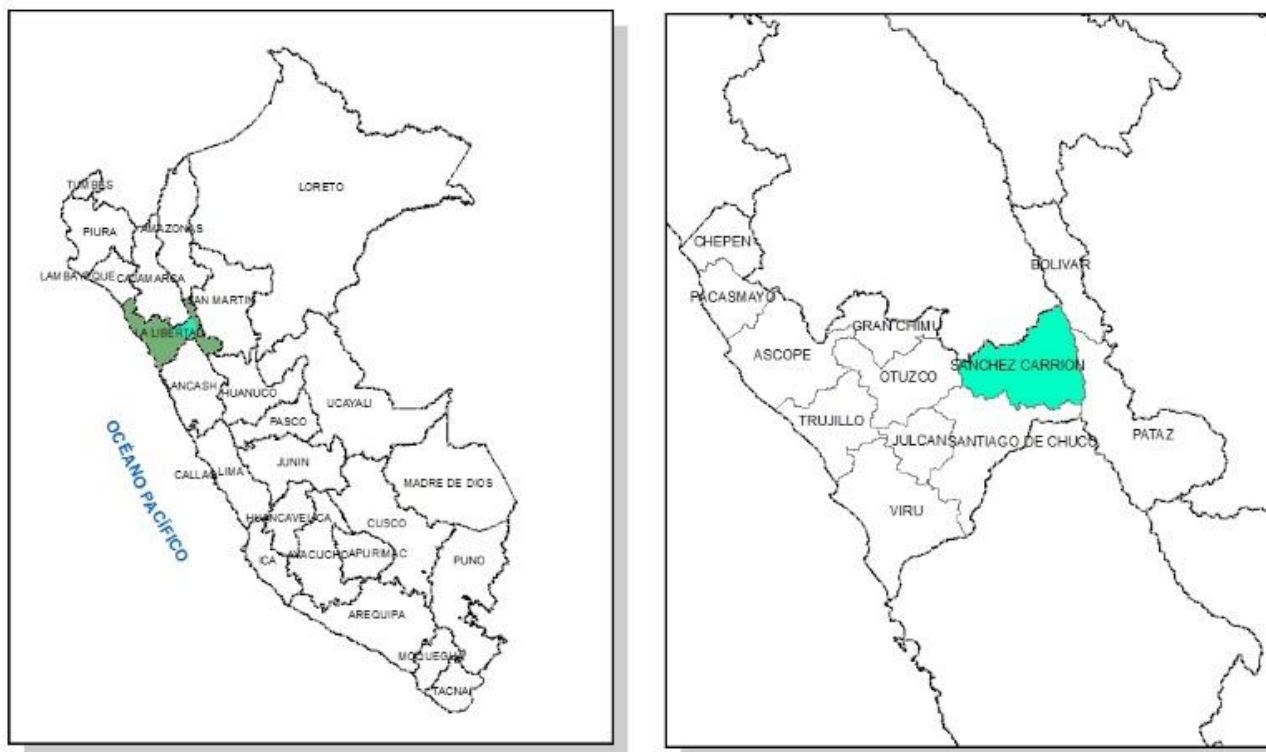 LORETO
TUMBES
PIURA
AMAZONAS
LAMBAYEQUE
CAJAMARCA
SAN MARTIN
LA LIBERTAD
ANCASH
HUANUCO
UCAYALI
PASCO
OCÉANO PACÍFICO
JUNIN
CALLAO
LIMA
MADRE DE DIOS
HUANCAVELICA
CUSCO
ICA
AYACUCHO
APURIMAC
PUNO
AREQUIPA
MOQUEGUA
TACNA
CHEPEN
BOLIVAR
PACASMAYO
GRAN CHIMU
ASCOPE
SANCHEZ CARRION
OTUZCO
TRUJILLO
JULCAN
SANTIAGO DE CHUCO
PATAZ
VIRU